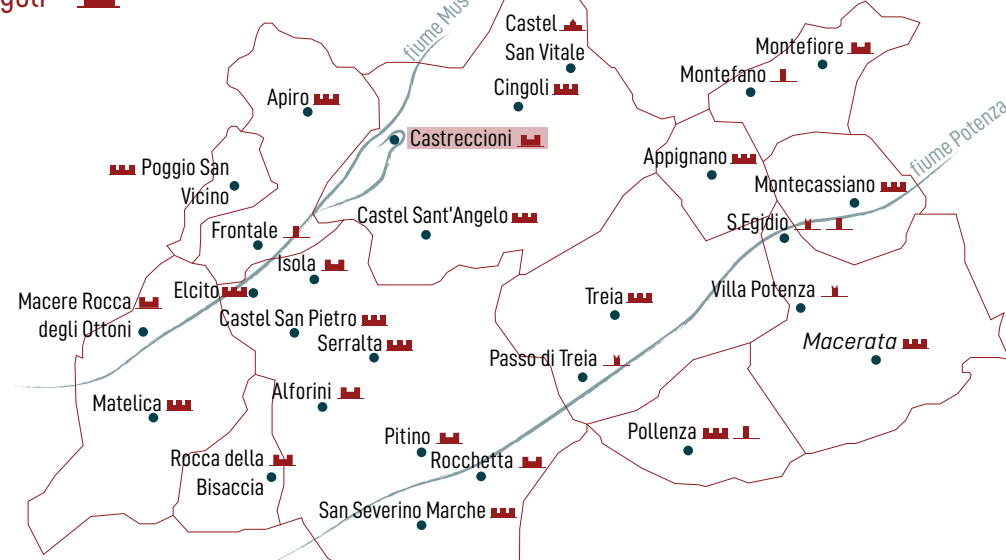 goli
fiume Mus
Castel
San Vitale
Montefiore
Montefano
Cingoli
Apiro
fiume Potenza
Castreccioni
Appignano
Poggio San
Vicino
Montecassiano
Castel Sant'Angelo
S.Egidio
Frontale
Isola
Elcito
Villa Potenza
Macere Rocca
degli Ottoni
Treia
Castel San Pietro
Serralta
Macerata
Passo di Treia
Alforini
Matelica
Pollenza
Pitino
Rocca della
Bisaccia
Rocchetta
San Severino Marche